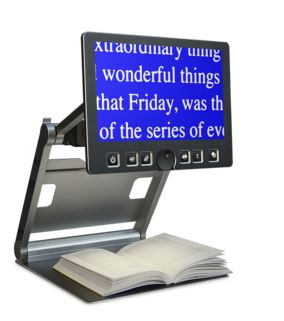 xtraordinary thing
wonderful things
that Friday, was th
of the series of eve